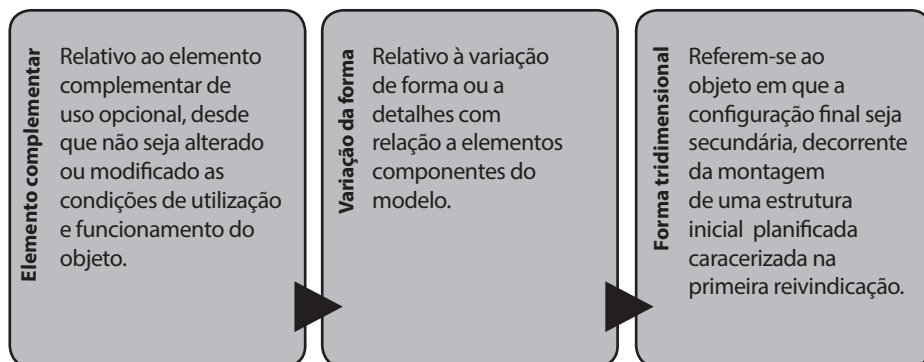 Elemento complementar
Relativo ao elemento
complementar de
uso opcional, desde
que não seja alterado
ou modificado as
condições de utilização
e funcionamento do
objeto.
Variação da forma
Relativo à variação
de forma ou a
detalhes com
relação a elementos
componentes do
modelo.
Forma tridimensional
Referem-se ao
objeto em que a
configuração final seja
secundária, decorrente
da montagem
de uma estrutura
inicial planificada
caracerizada na
primeira reivindicação.